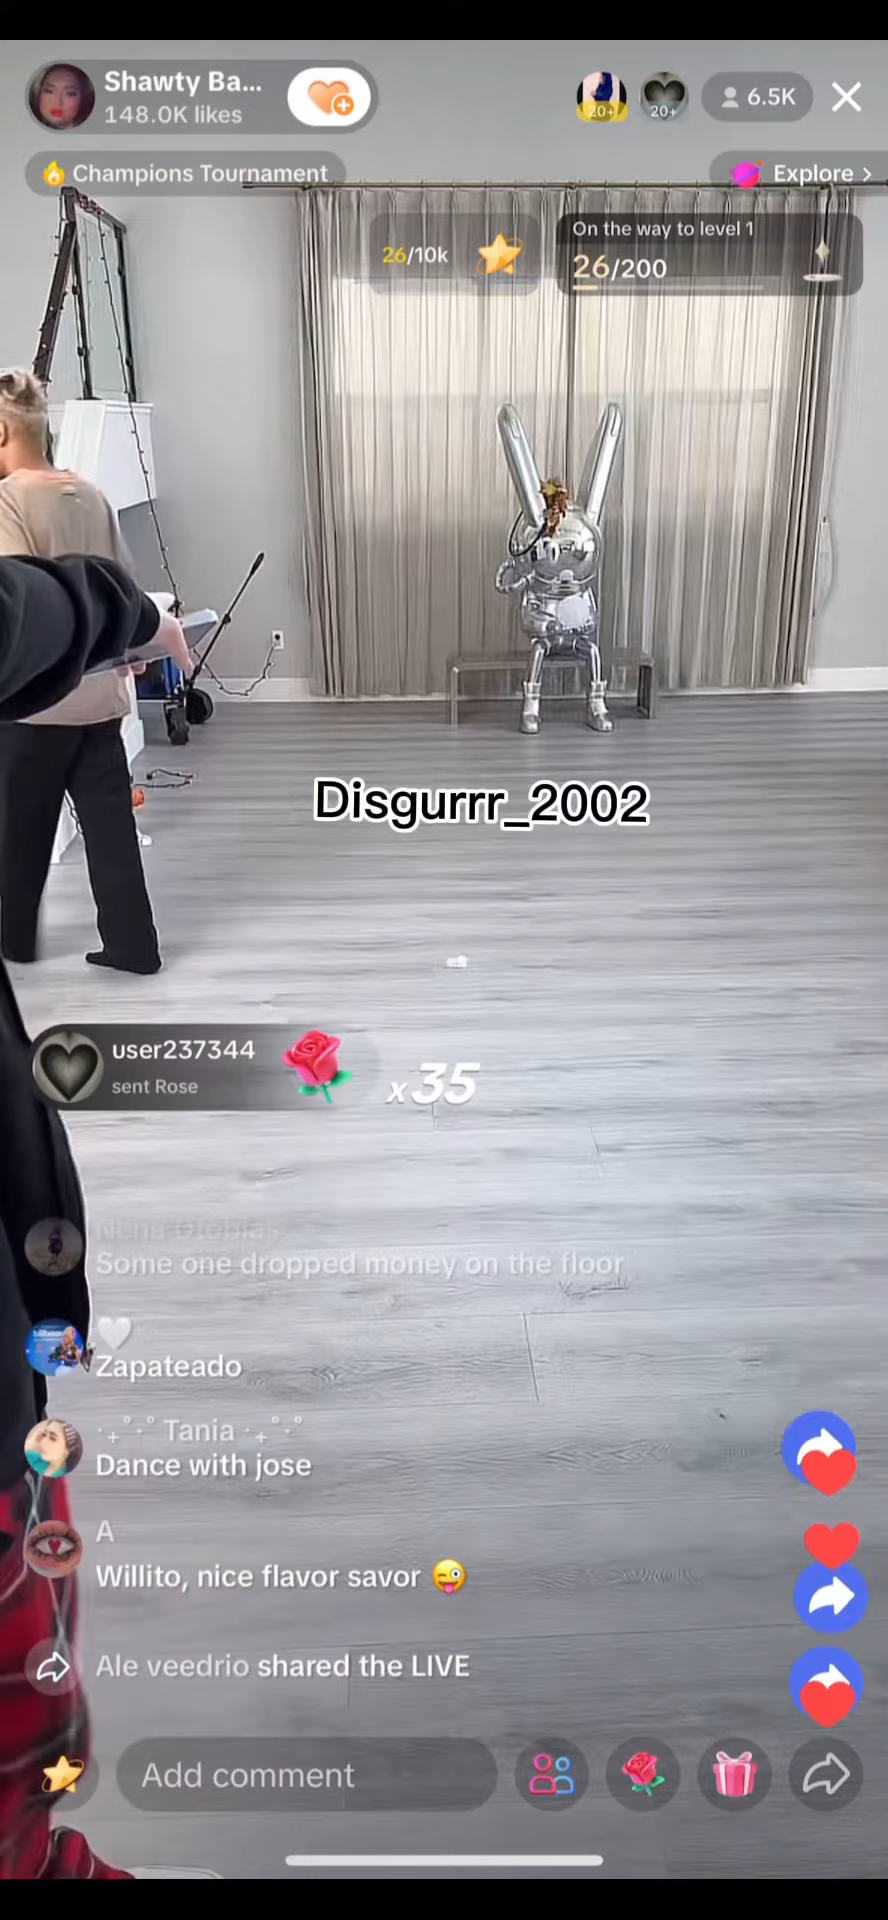 Shawty Ba...
148.0K likes
20+
20+
6.5K
Champions Tournament
Explore >
26/10k
On the way to level 1
26/200
Disgurrr_2002
user237344
sent Rose
x35
Some one dropped money on the floor
Zapateado
Tania
Dance with jose
A
Willito, nice flavor savor 😜
Ale veedrio shared the LIVE
Add comment